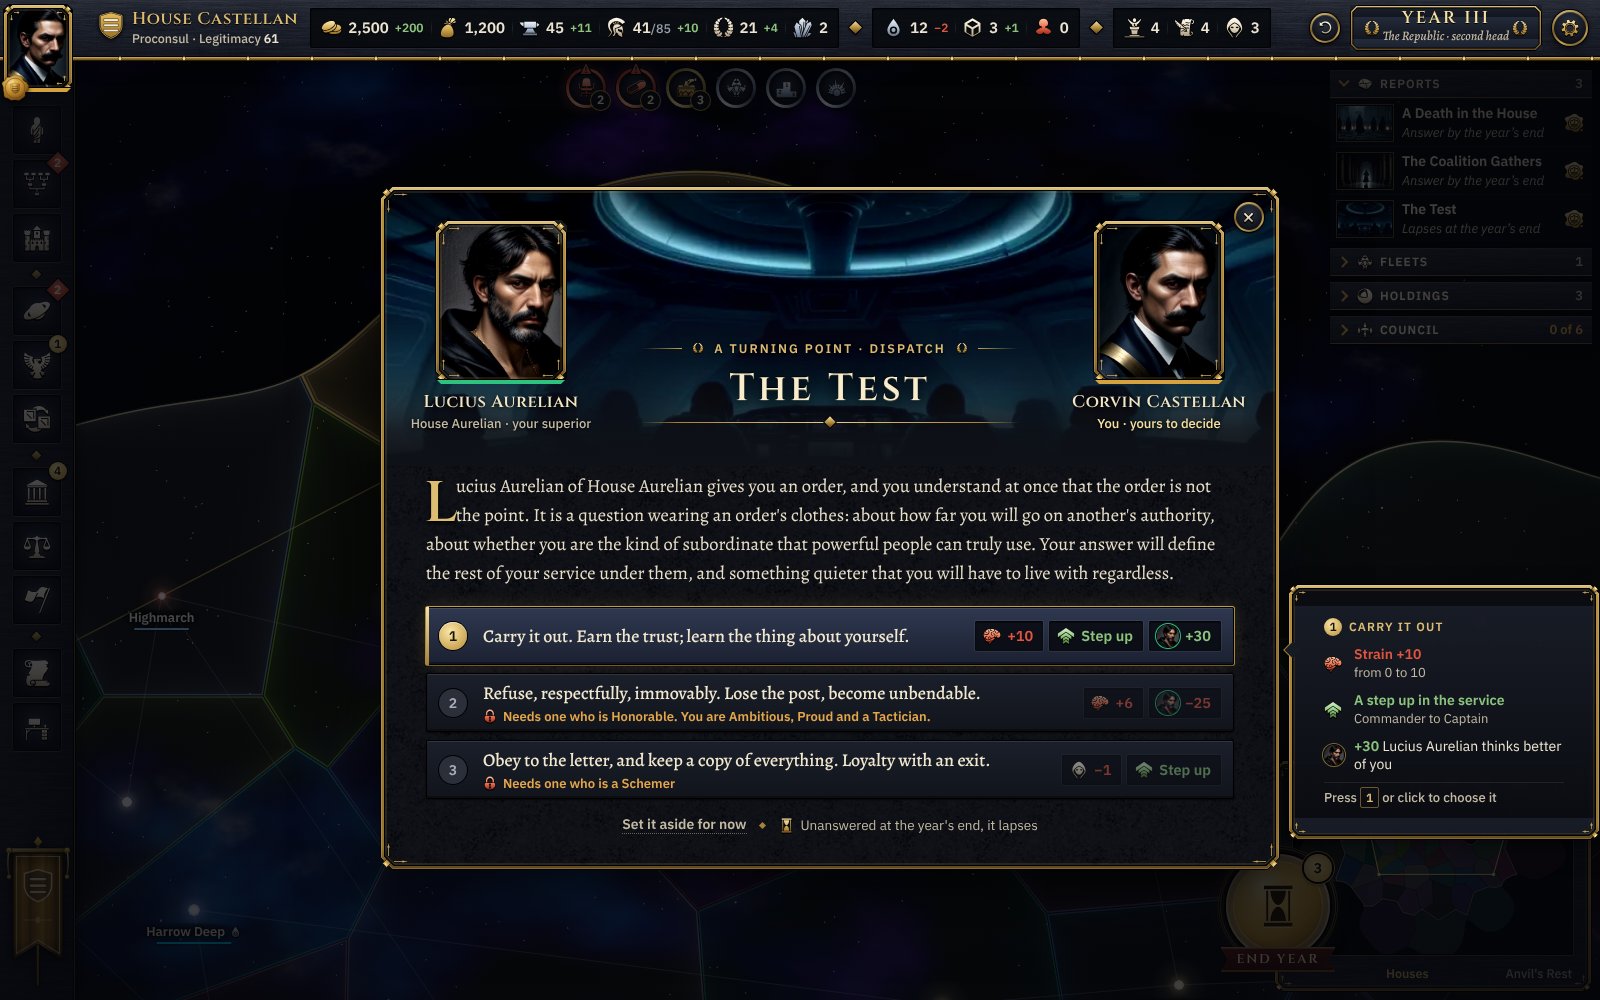 HOUSE CASTELLAN
Proconsul · Legitimacy 61
2,500 +200
1,200
45 +11
41/85 +10
21 +4
2
12 −2
3 +1
0
4
4
3
YEAR III
The Republic · second head
2
2
3
REPORTS 3
A Death in the House
Answer by the year's end
The Coalition Gathers
Answer by the year's end
The Test
Lapses at the year's end
FLEETS 1
HOLDINGS 3
COUNCIL 0 of 6
2
2
1
4
Highmarch
Harrow Deep
A TURNING POINT · DISPATCH
THE TEST
LUCIUS AURELIAN
House Aurelian · your superior
CORVIN CASTELLAN
You · yours to decide
Lucius Aurelian of House Aurelian gives you an order, and you understand at once that the order is not
the point. It is a question wearing an order's clothes: about how far you will go on another's authority,
about whether you are the kind of subordinate that powerful people can truly use. Your answer will define
the rest of your service under them, and something quieter that you will have to live with regardless.
1 Carry it out. Earn the trust; learn the thing about yourself. +10 Step up +30
2 Refuse, respectfully, immovably. Lose the post, become unbendable. +6 −25
Needs one who is Honorable. You are Ambitious, Proud and a Tactician.
3 Obey to the letter, and keep a copy of everything. Loyalty with an exit. −1 Step up
Needs one who is a Schemer
Set it aside for now Unanswered at the year's end, it lapses
1 CARRY IT OUT
Strain +10
from 0 to 10
A step up in the service
Commander to Captain
+30 Lucius Aurelian thinks better
of you
Press 1 or click to choose it
3
END YEAR
Houses
Anvil's Rest